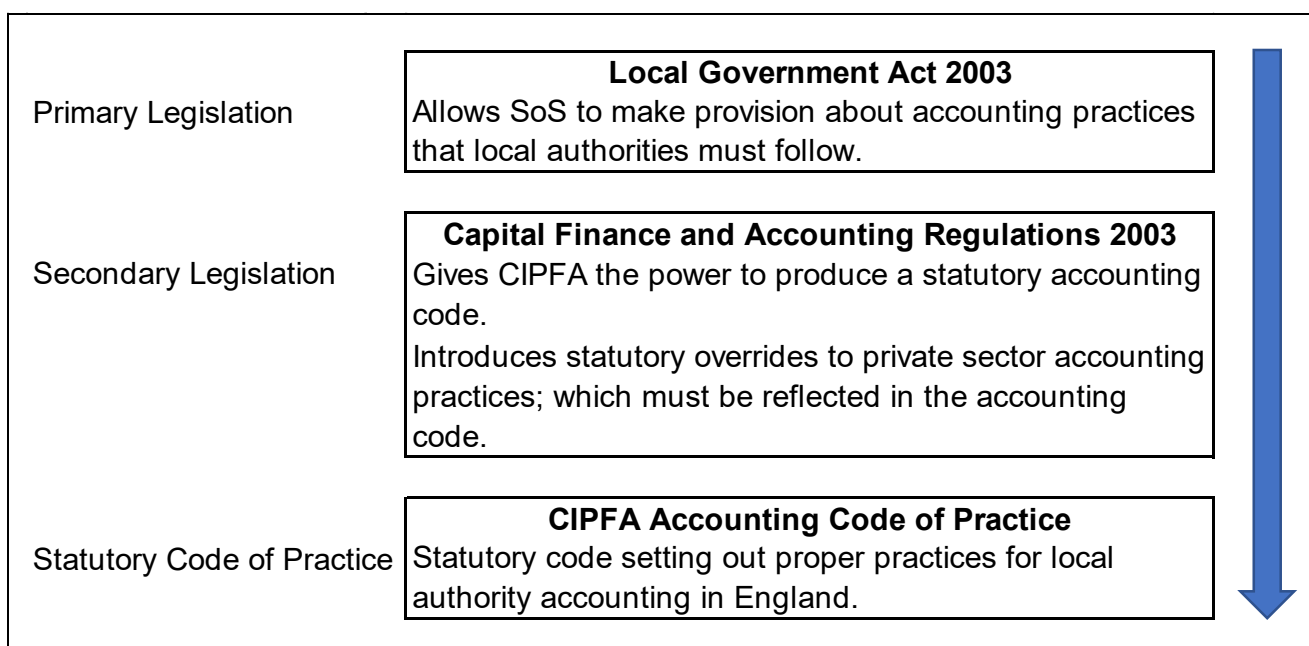 Local Government Act 2003
Primary Legislation
Allows SoS to make provision about accounting practices
that local authorities must follow.
Capital Finance and Accounting Regulations 2003
Secondary Legislation
Gives CIPFA the power to produce a statutory accounting
code.
Introduces statutory overrides to private sector accounting
practices; which must be reflected in the accounting
code.
CIPFA Accounting Code of Practice
Statutory Code of Practice
Statutory code setting out proper practices for local
authority accounting in England.